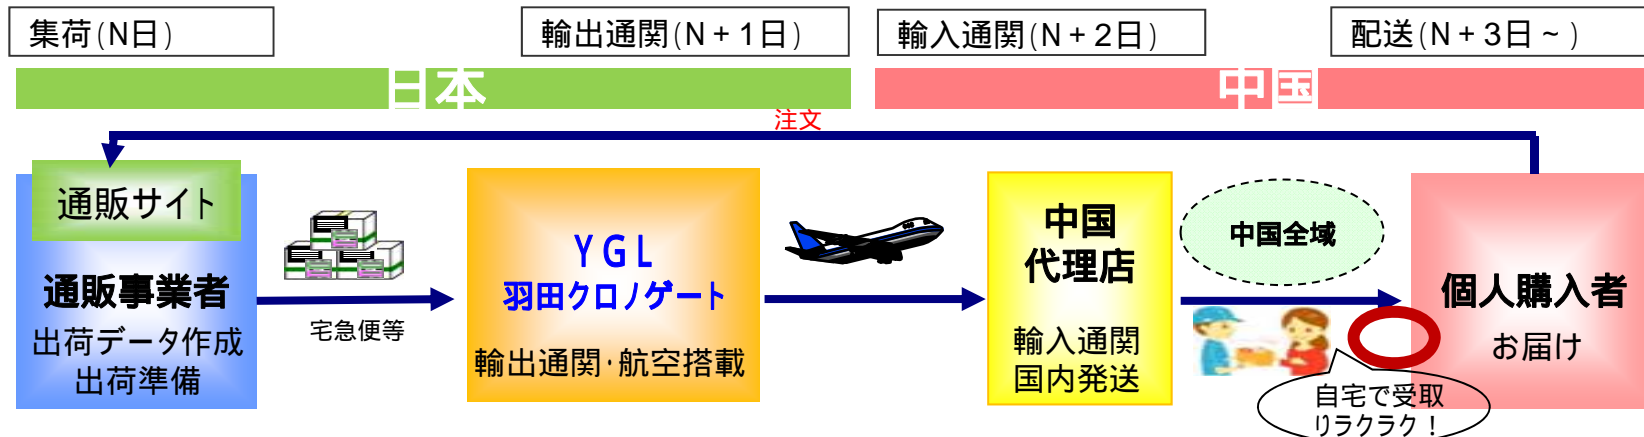 集荷(N日)
輸出通関(N+1日)
輸入通関(N+2日)
配送(N+3日~)
日本
中国
注文
通販サイト
通販事業者
出荷データ作成
出荷準備
宅急便等
YGL
羽田クロノゲート
輸出通関・航空搭載
中国
代理店
輸入通関
国内発送
中国全域
個人購入者
お届け
自宅で受取
りラクラク!